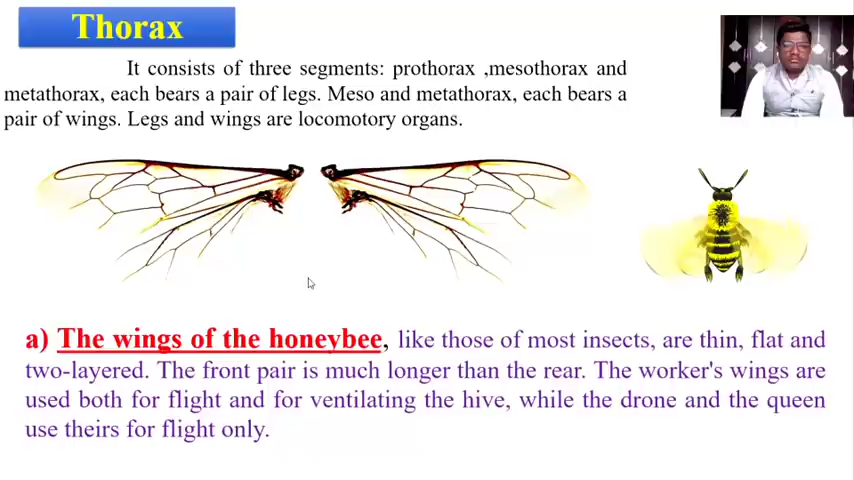 Thorax
It consists of three segments: prothorax ,mesothorax and
metathorax, each bears a pair of legs. Meso and metathorax, each bears a
pair of wings. Legs and wings are locomotory organs.
a) The wings of the honeybee, like those of most insects, are thin, flat and
two-layered. The front pair is much longer than the rear. The worker's wings are
used both for flight and for ventilating the hive, while the drone and the queen
use theirs for flight only.